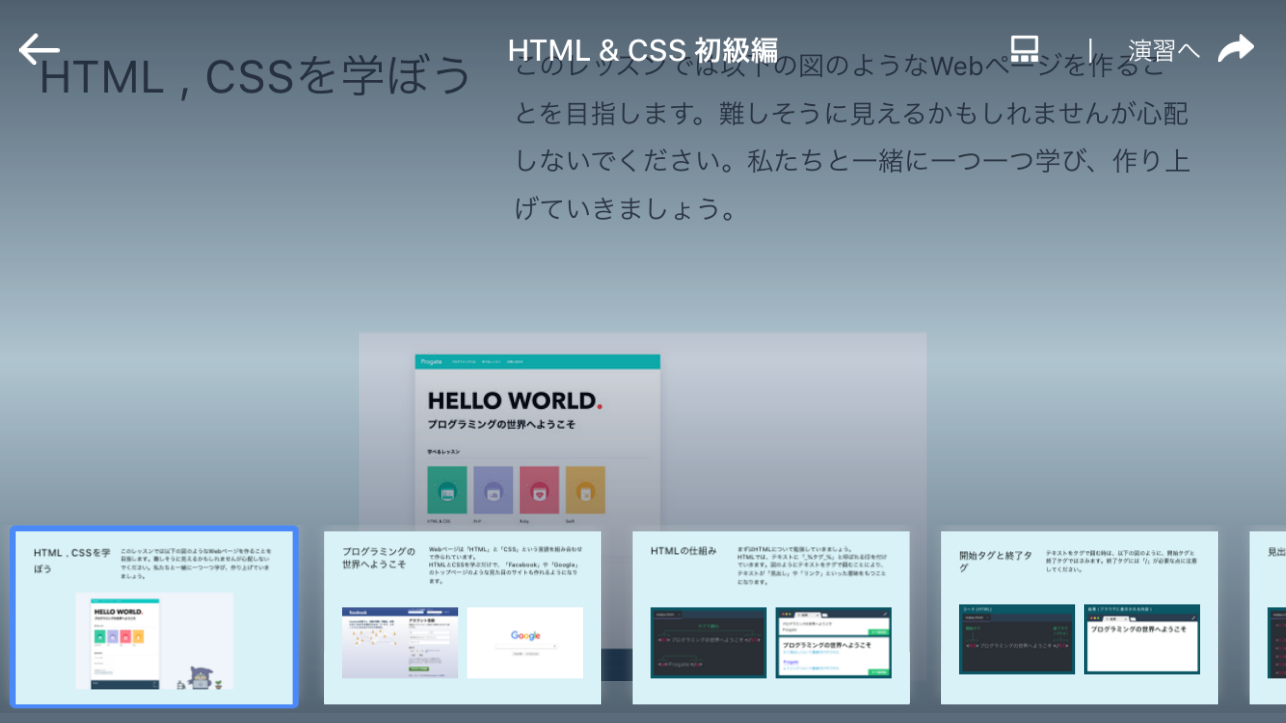 HTML & CSS 初級編
演習へ
HTML , CSSを学ぼう
このレッスンでは以下の図のようなWebページを作るこ
とを目指します。難しそうに見えるかもしれませんが心配
しないでください。私たちと一緒に一つ一つ学び、作り上
げていきましょう。
Progate
HELLO WORLD.
プログラミングの世界へようこそ
学べるレッスン
HTML & CSS
PHP
Ruby
Swift
HTML , CSSを学
ぼう
このレッスンでは以下の図のようなWebページを作ることを
目指します。難しそうに見えるかもしれませんが心配しないで
ください。私たちと一緒に一つ一つ学び、作り上げていき
ましょう。
HELLO WORLD.
プログラミングの
世界へようこそ
Webページは「HTML」と「CSS」という言語を組み合わせ
て作られています。
HTMLとCSSを学ぶだけで、「Facebook」や「Google」
のトップページのような見た目のサイトも作れるようになり
ます。
facebook
Google
HTMLの仕組み
まずはHTMLについて勉強していきましょう。
HTMLでは、テキストに「_%タグ_%」と呼ばれる印を付け
ていきます。図のようにテキストをタグで囲むことにより、
テキストが「見出し」や「リンク」といった意味をもつこと
になります。
プログラミングの世界へようこそ
Progate
プログラミングの世界へようこそ
Progate
開始タグと終了タ
グ
テキストをタグで囲む時は、以下の図のように、開始タグと
終了タグではさみます。終了タグには「/」が必要な点に注意
してください。
プログラミングの世界へようこそ
プログラミングの世界へようこそ
見出